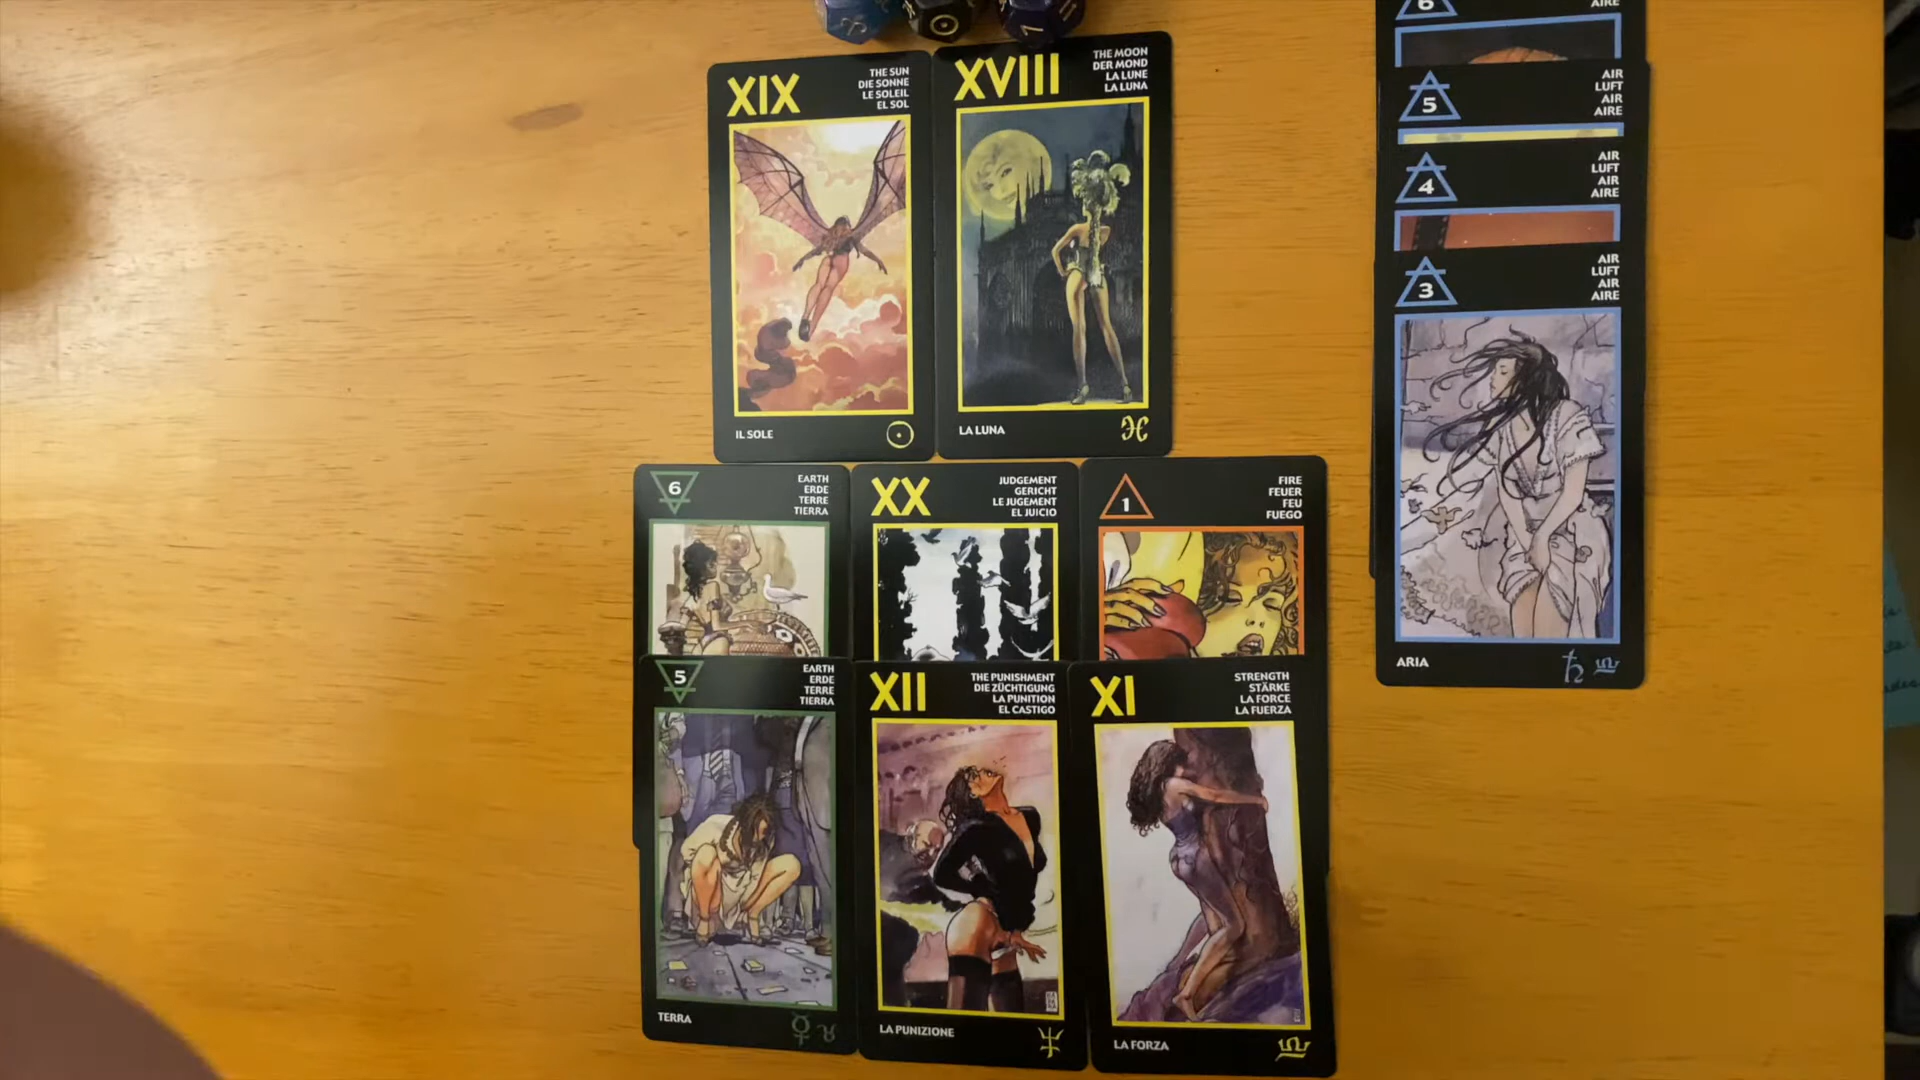 XIX
THE SUN
DIE SONNE
LE SOLEIL
EL SOL
IL SOLE
XVIII
THE MOON
DER MOND
LA LUNE
LA LUNA
LA LUNA
6
EARTH
ERDE
TERRE
TIERRA
XX
JUDGEMENT
GERICHT
LE JUGEMENT
EL JUICIO
1
FIRE
FEUER
FEU
FUEGO
5
EARTH
ERDE
TERRE
TIERRA
TERRA
XII
THE PUNISHMENT
DIE ZÜCHTIGUNG
LA PUNITION
EL CASTIGO
LA PUNIZIONE
XI
STRENGTH
STÄRKE
LA FORCE
LA FUERZA
LA FORZA
6
AIRE
5
AIR
LUFT
AIR
AIRE
4
AIR
LUFT
AIR
AIRE
3
AIR
LUFT
AIR
AIRE
ARIA